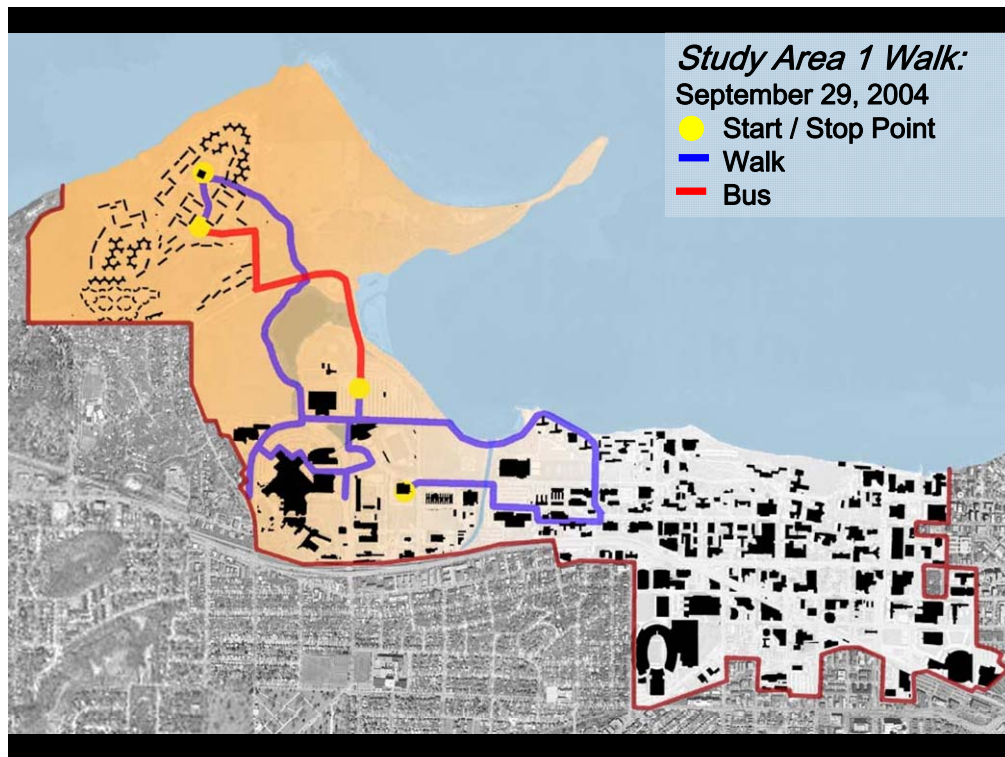 Study Area 1 Walk:
September 29, 2004
Start / Stop Point
Walk
Bus